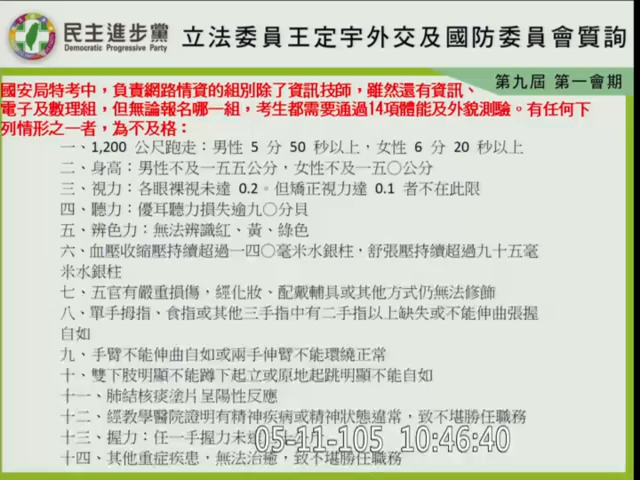 民主進步黨
Democratic Progressive Party
立法委員王定宇外交及國防委員會質詢
第九屆 第一會期
國安局特考中，負責網路情資的組別除了資訊技師，雖然還有資訊、
電子及數理組，但無論報名哪一組，考生都需要通過14項體能及外貌測驗。有任何下
列情形之一者，為不及格：
一、1,200 公尺跑走：男性 5 分 50 秒以上，女性 6 分 20 秒以上
二、身高：男性不及一五五公分，女性不及一五〇公分
三、視力：各眼裸視未達 0.2。但矯正視力達 0.1 者不在此限
四、聽力：優耳聽力損失逾九〇分貝
五、辨色力：無法辨識紅、黃、綠色
六、血壓收縮壓持續超過一四〇毫米水銀柱，舒張壓持續超過九十五毫
米水銀柱
七、五官有嚴重損傷，經化妝、配戴輔具或其他方式仍無法修飾
八、單手拇指、食指或其他三手指中有二手指以上缺失或不能伸曲張握
自如
九、手臂不能伸曲自如或兩手伸臂不能環繞正常
十、雙下肢明顯不能蹲下起立或原地起跳明顯不能自如
十一、肺結核痰塗片呈陽性反應
十二、經教學醫院證明有精神疾病或精神狀態違常，致不堪勝任職務
十三、握力：任一手握力未達
05-11-105 10:46:40
十四、其他重症疾患，無法治癒，致不堪勝任職務